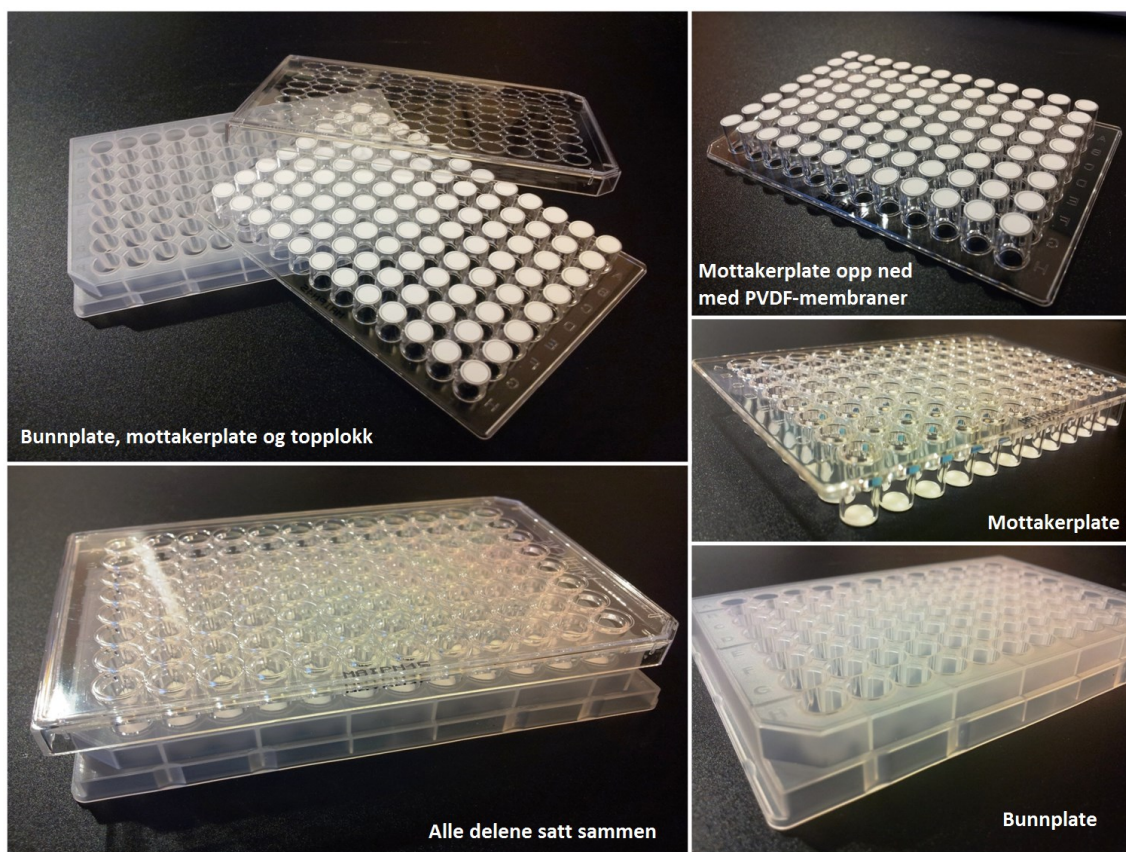 Bunnplate, mottakerplate og topplokk
Mottakerplate opp ned
med PVDF-membraner
Mottakerplate
Alle delene satt sammen
Bunnplate